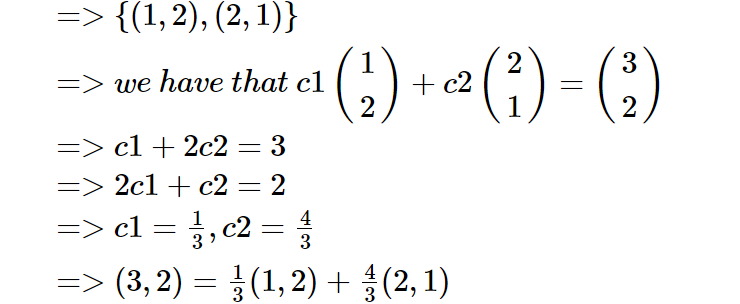 => {(1, 2), (2, 1)}
=> we have that c1 (1 2) + c2 (2 1) = (3 2)
=> c1 + 2c2 = 3
=> 2c1 + c2 = 2
=> c1 = 1/3, c2 = 4/3
=> (3, 2) = 1/3(1, 2) + 4/3(2, 1)